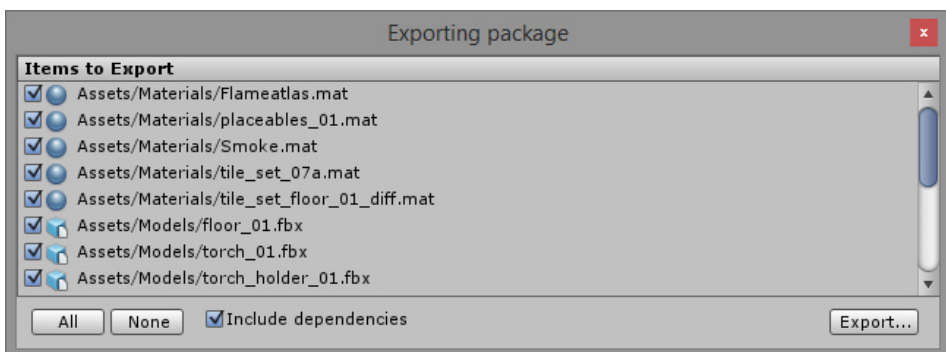 Exporting package
x
Items to Export
Assets/Materials/Flameatlas.mat
Assets/Materials/placeables_01.mat
Assets/Materials/Smoke.mat
Assets/Materials/tile_set_07a.mat
Assets/Materials/tile_set_floor_01_diff.mat
Assets/Models/floor_01.fbx
Assets/Models/torch_01.fbx
Assets/Models/torch_holder_01.fbx
All None Include dependencies Export...